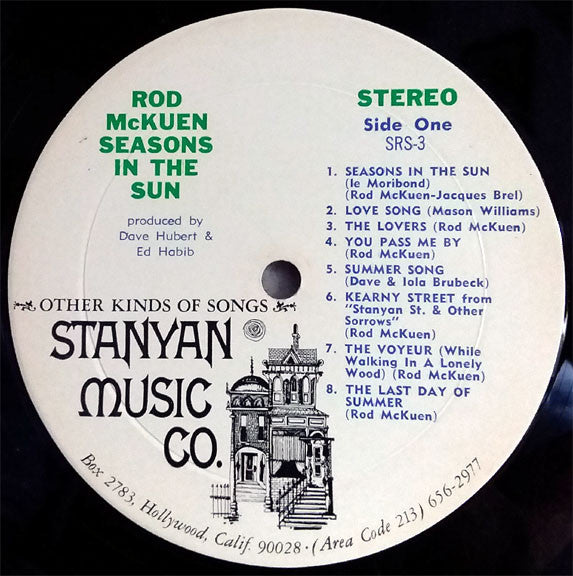 ROD
McKUEN
SEASONS
IN THE
SUN
produced by
Dave Hubert &
Ed Habib
STEREO
Side One
SRS-3
1. SEASONS IN THE SUN
(le Moribond)
(Rod McKuen-Jacques Brel)
2. LOVE SONG (Mason Williams)
3. THE LOVERS (Rod McKuen)
4. YOU PASS ME BY
(Rod McKuen)
5. SUMMER SONG
(Dave & Iola Brubeck)
6. KEARNY STREET from
"Stanyan St. & Other
Sorrows"
(Rod McKuen)
7. THE VOYEUR (While
Walking In A Lonely
Wood) (Rod McKuen)
8. THE LAST DAY OF
SUMMER
(Rod McKuen)
OTHER KINDS OF SONGS
STANYAN
MUSIC
CO.
Box 2783, Hollywood, Calif. 90028 · (Area Code 213) 656-2977